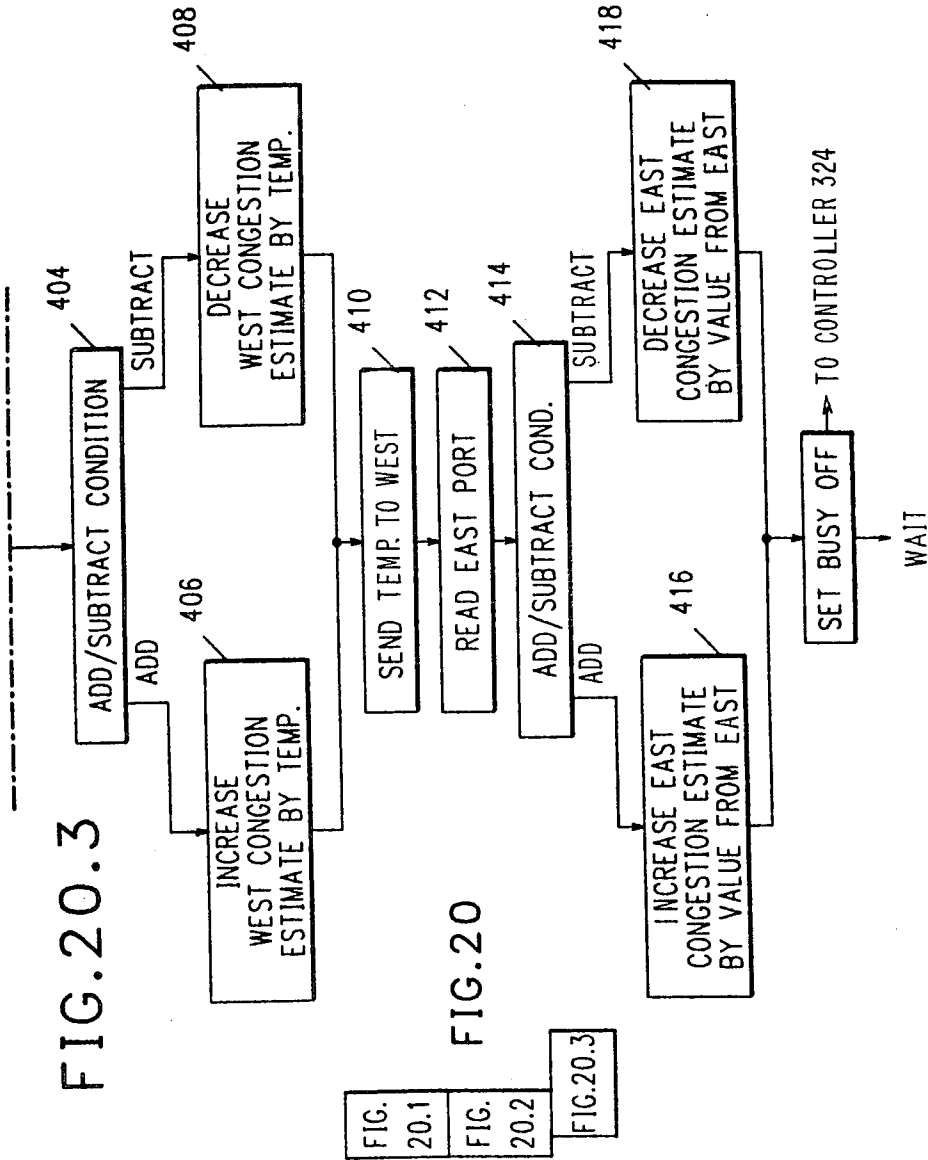 FIG.20.3
404
ADD/SUBTRACT CONDITION
ADD
SUBTRACT
406
INCREASE
WEST CONGESTION
ESTIMATE BY TEMP.
408
DECREASE
WEST CONGESTION
ESTIMATE BY TEMP.
410
SEND TEMP. TO WEST
412
READ EAST PORT
414
ADD/SUBTRACT COND.
ADD
SUBTRACT
416
INCREASE EAST
CONGESTION ESTIMATE
BY VALUE FROM EAST
418
DECREASE EAST
CONGESTION ESTIMATE
BY VALUE FROM EAST
SET BUSY OFF
TO CONTROLLER 324
WAIT
FIG.20
FIG.
20.1
FIG.
20.2
FIG.20.3